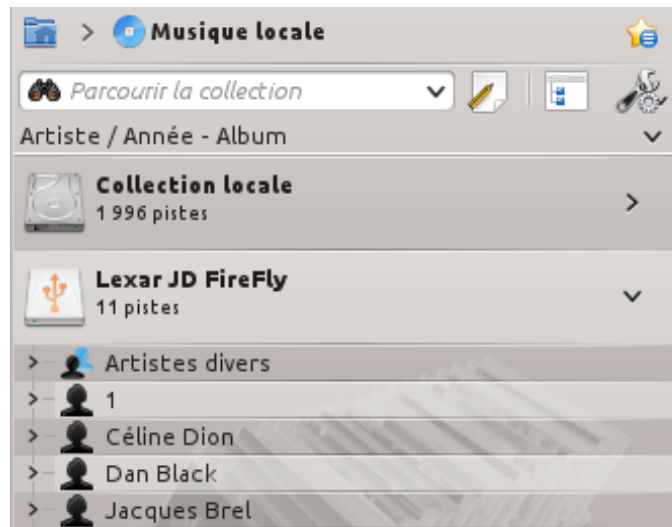 Musique locale
Parcourir la collection
Artiste / Année - Album
Collection locale
1 996 pistes
Lexar JD FireFly
11 pistes
Artistes divers
1
Céline Dion
Dan Black
Jacques Brel